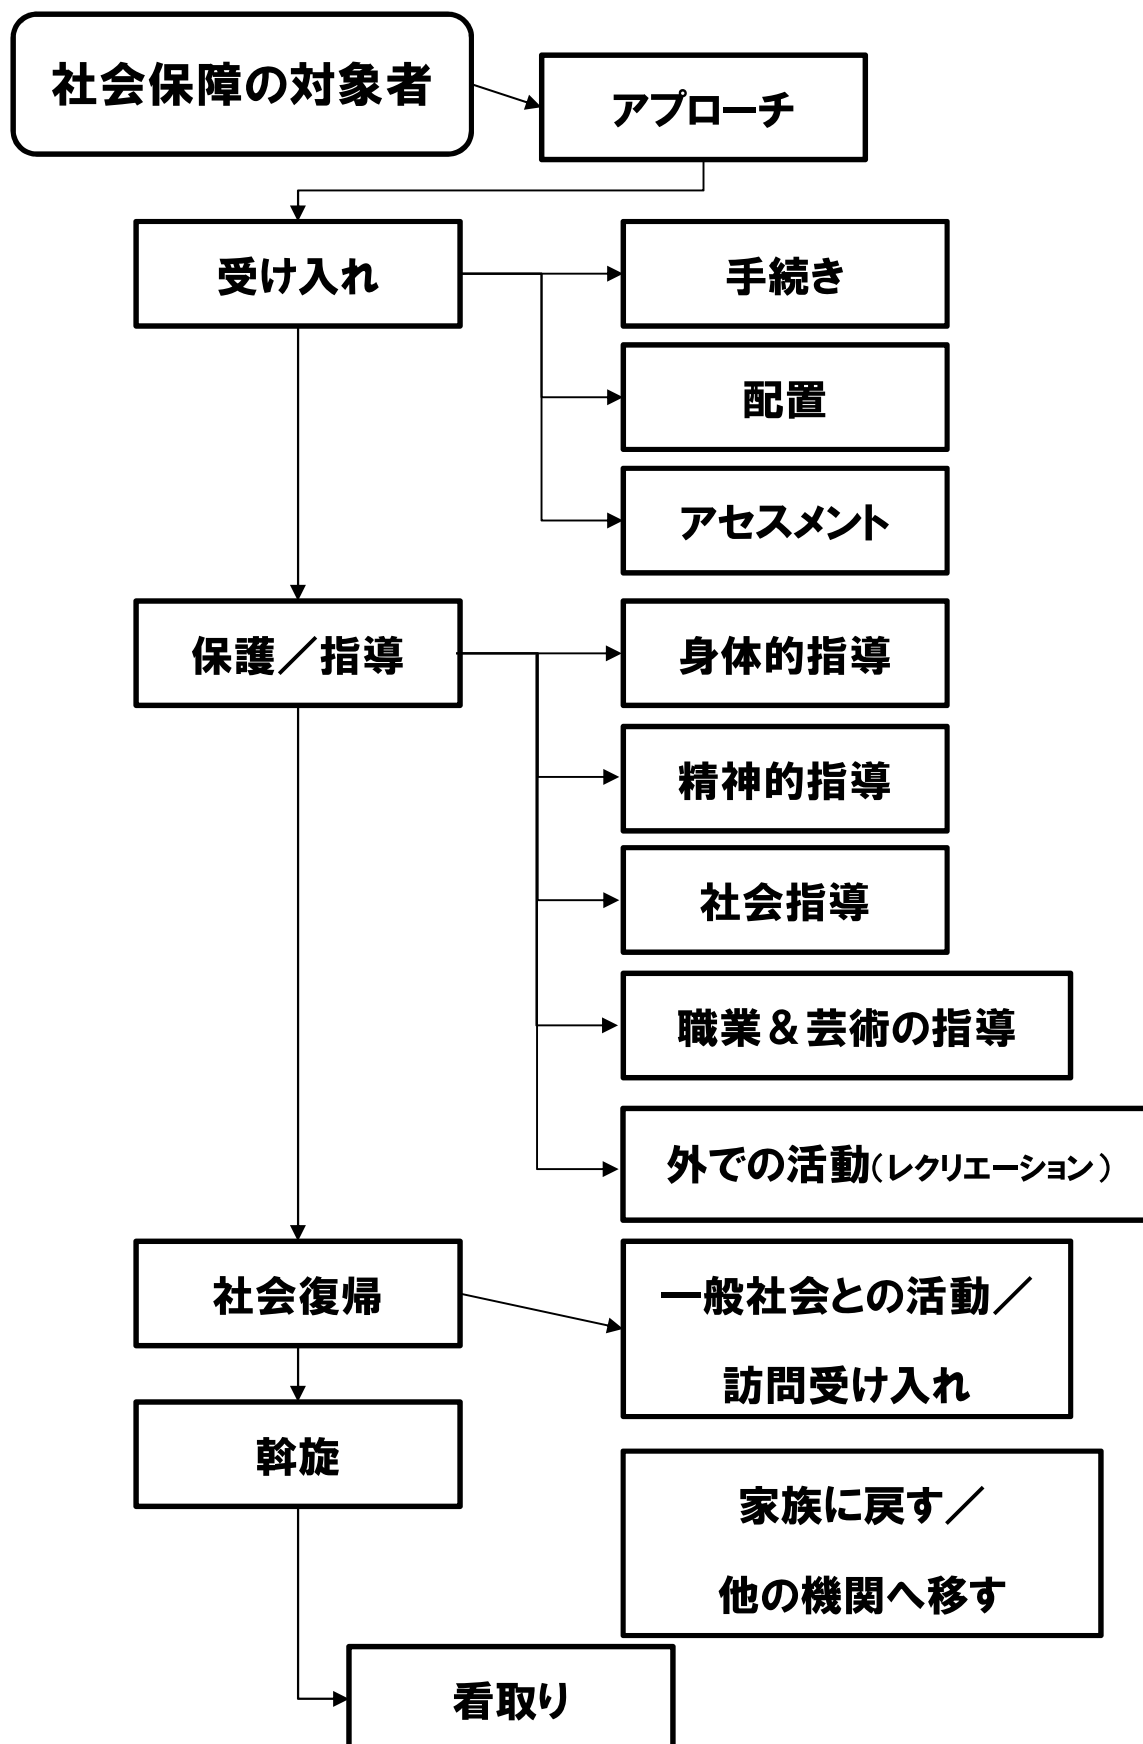 社会保障の対象者
アプローチ
受け入れ
手続き
配置
アセスメント
保護／指導
身体的指導
精神的指導
社会指導
職業＆芸術の指導
外での活動（レクリエーション）
社会復帰
一般社会との活動／
訪問受け入れ
斡旋
家族に戻す／
他の機関へ移す
看取り